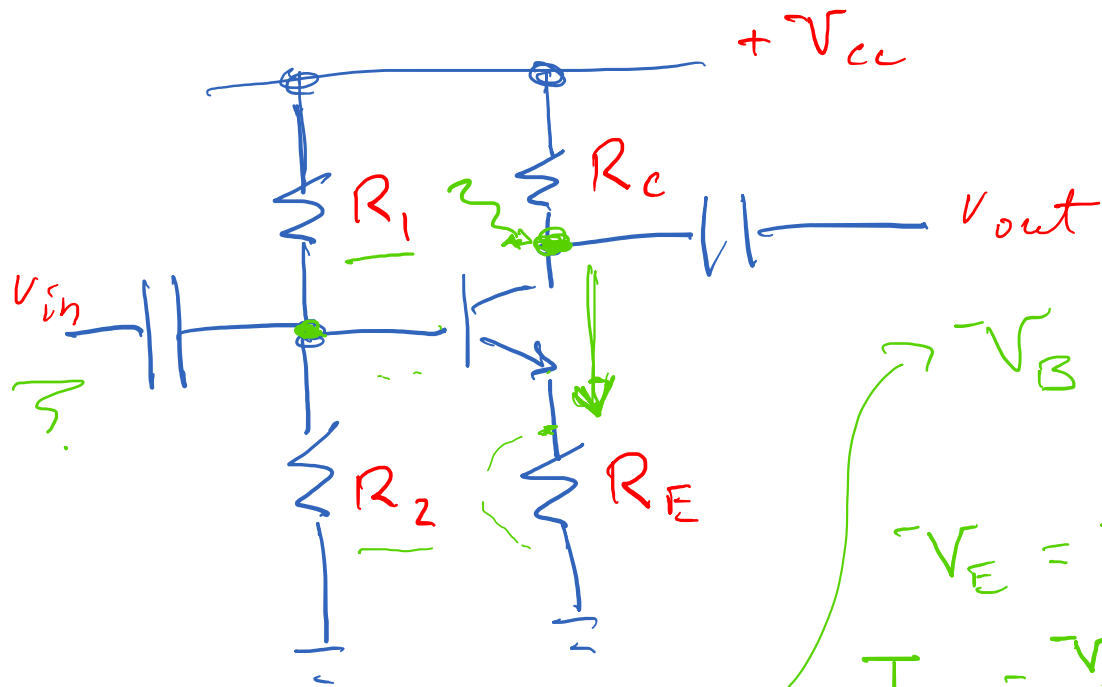 + Vcc
R1
RC
vin
vout
VB
R2
RE
VE =
I = V